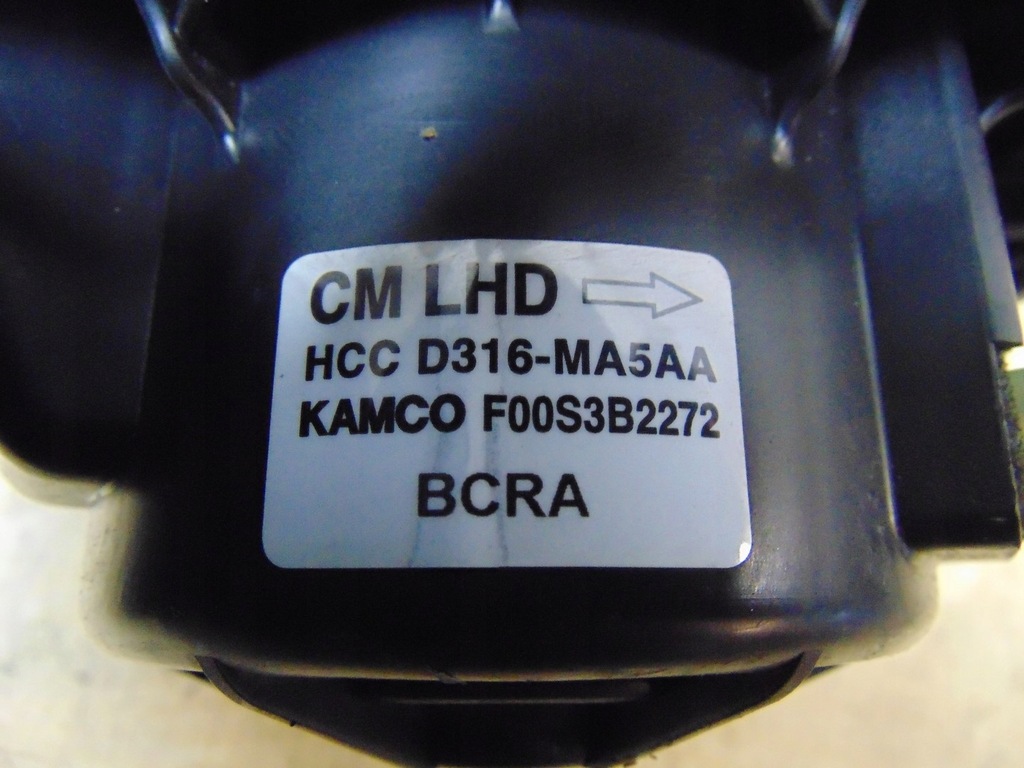 CM LHD
HCC D316-MA5AA
KAMCO F00S3B2272
BCRA